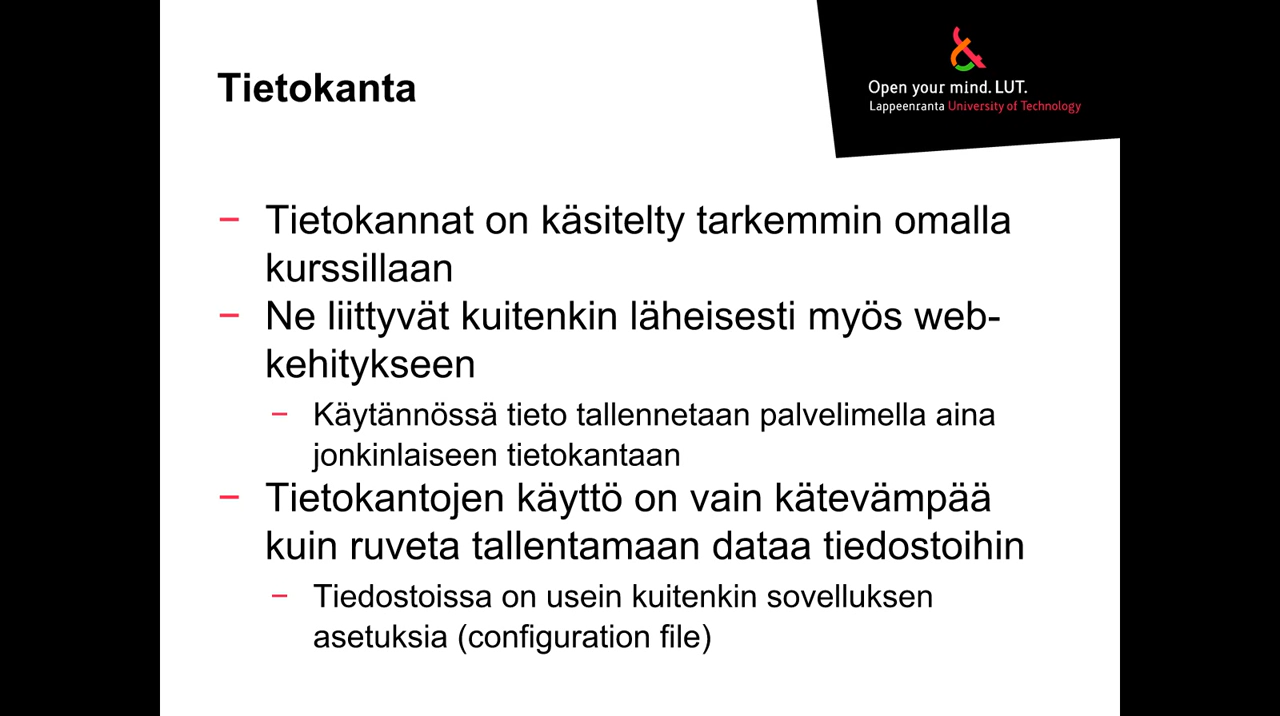 Tietokanta
Open your mind. LUT.
Lappeenranta University of Technology
− Tietokannat on käsitelty tarkemmin omalla
kurssillaan
− Ne liittyvät kuitenkin läheisesti myös web-
kehitykseen
− Käytännössä tieto tallennetaan palvelimella aina
jonkinlaiseen tietokantaan
− Tietokantojen käyttö on vain kätevämpää
kuin ruveta tallentamaan dataa tiedostoihin
− Tiedostoissa on usein kuitenkin sovelluksen
asetuksia (configuration file)